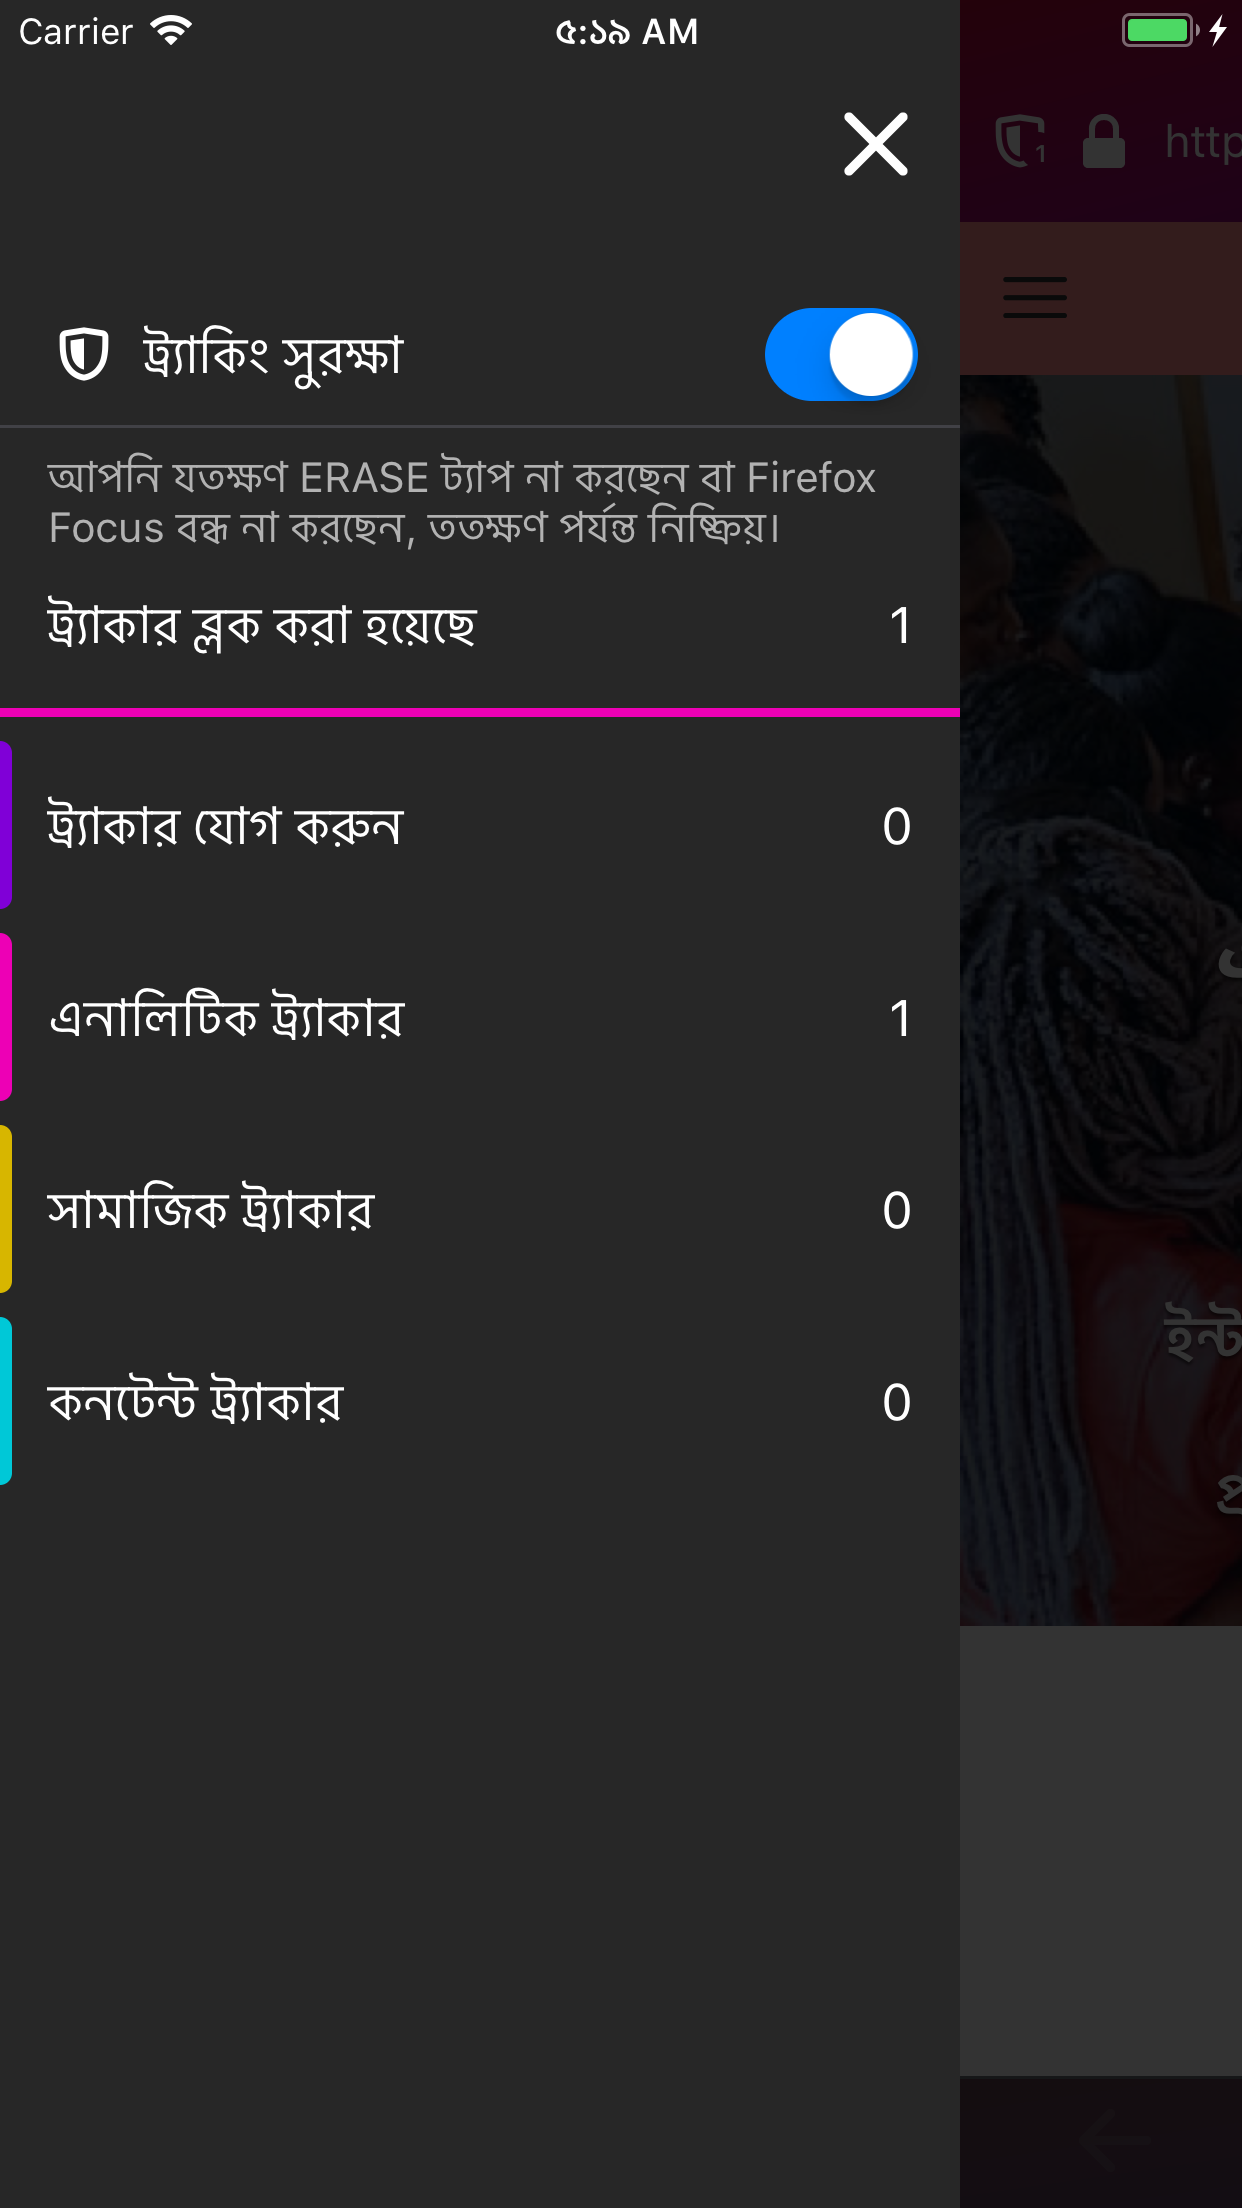 Carrier
৫:১৯ AM
1
http
ট্র্যাকিং সুরক্ষা
আপনি যতক্ষণ ERASE ট্যাপ না করছেন বা Firefox
Focus বন্ধ না করছেন, ততক্ষণ পর্যন্ত নিষ্ক্রিয়।
ট্র্যাকার ব্লক করা হয়েছে 1
ট্র্যাকার যোগ করুন 0
এনালিটিক ট্র্যাকার 1
সামাজিক ট্র্যাকার 0
কনটেন্ট ট্র্যাকার 0